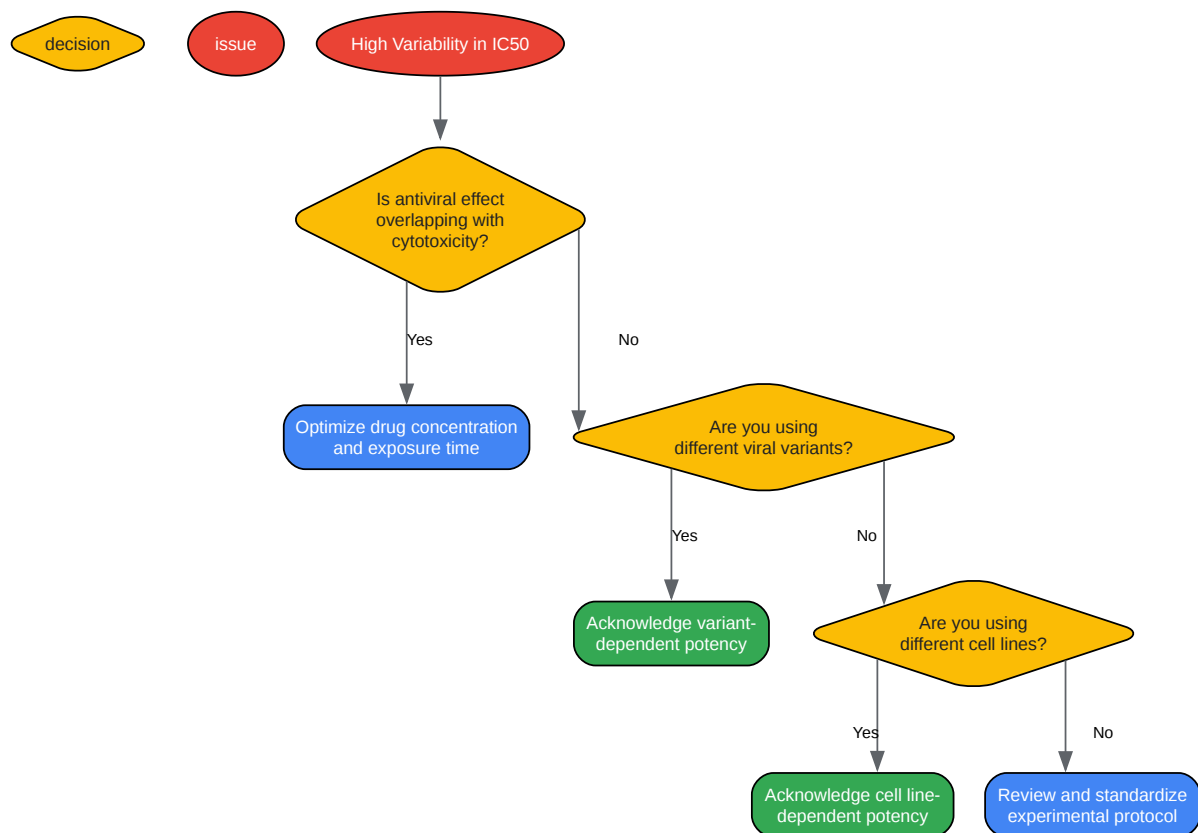 decision
issue
High Variability in IC50
Is antiviral effect
overlapping with
cytotoxicity?
Yes
No
Optimize drug concentration
and exposure time
Are you using
different viral variants?
Yes
No
Acknowledge variant-
dependent potency
Are you using
different cell lines?
Yes
No
Acknowledge cell line-
dependent potency
Review and standardize
experimental protocol